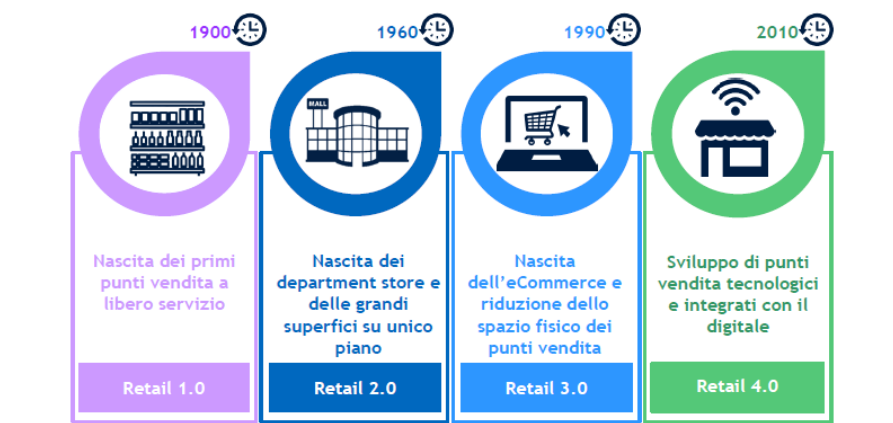 1900
1960
1990
2010
MALL
Nascita dei primi
punti vendita a
libero servizio
Nascita dei
department store e
delle grandi
superfici su unico
piano
Nascita
dell'eCommerce e
riduzione dello
spazio fisico dei
punti vendita
Sviluppo di punti
vendita tecnologici
e integrati con il
digitale
Retail 1.0
Retail 2.0
Retail 3.0
Retail 4.0